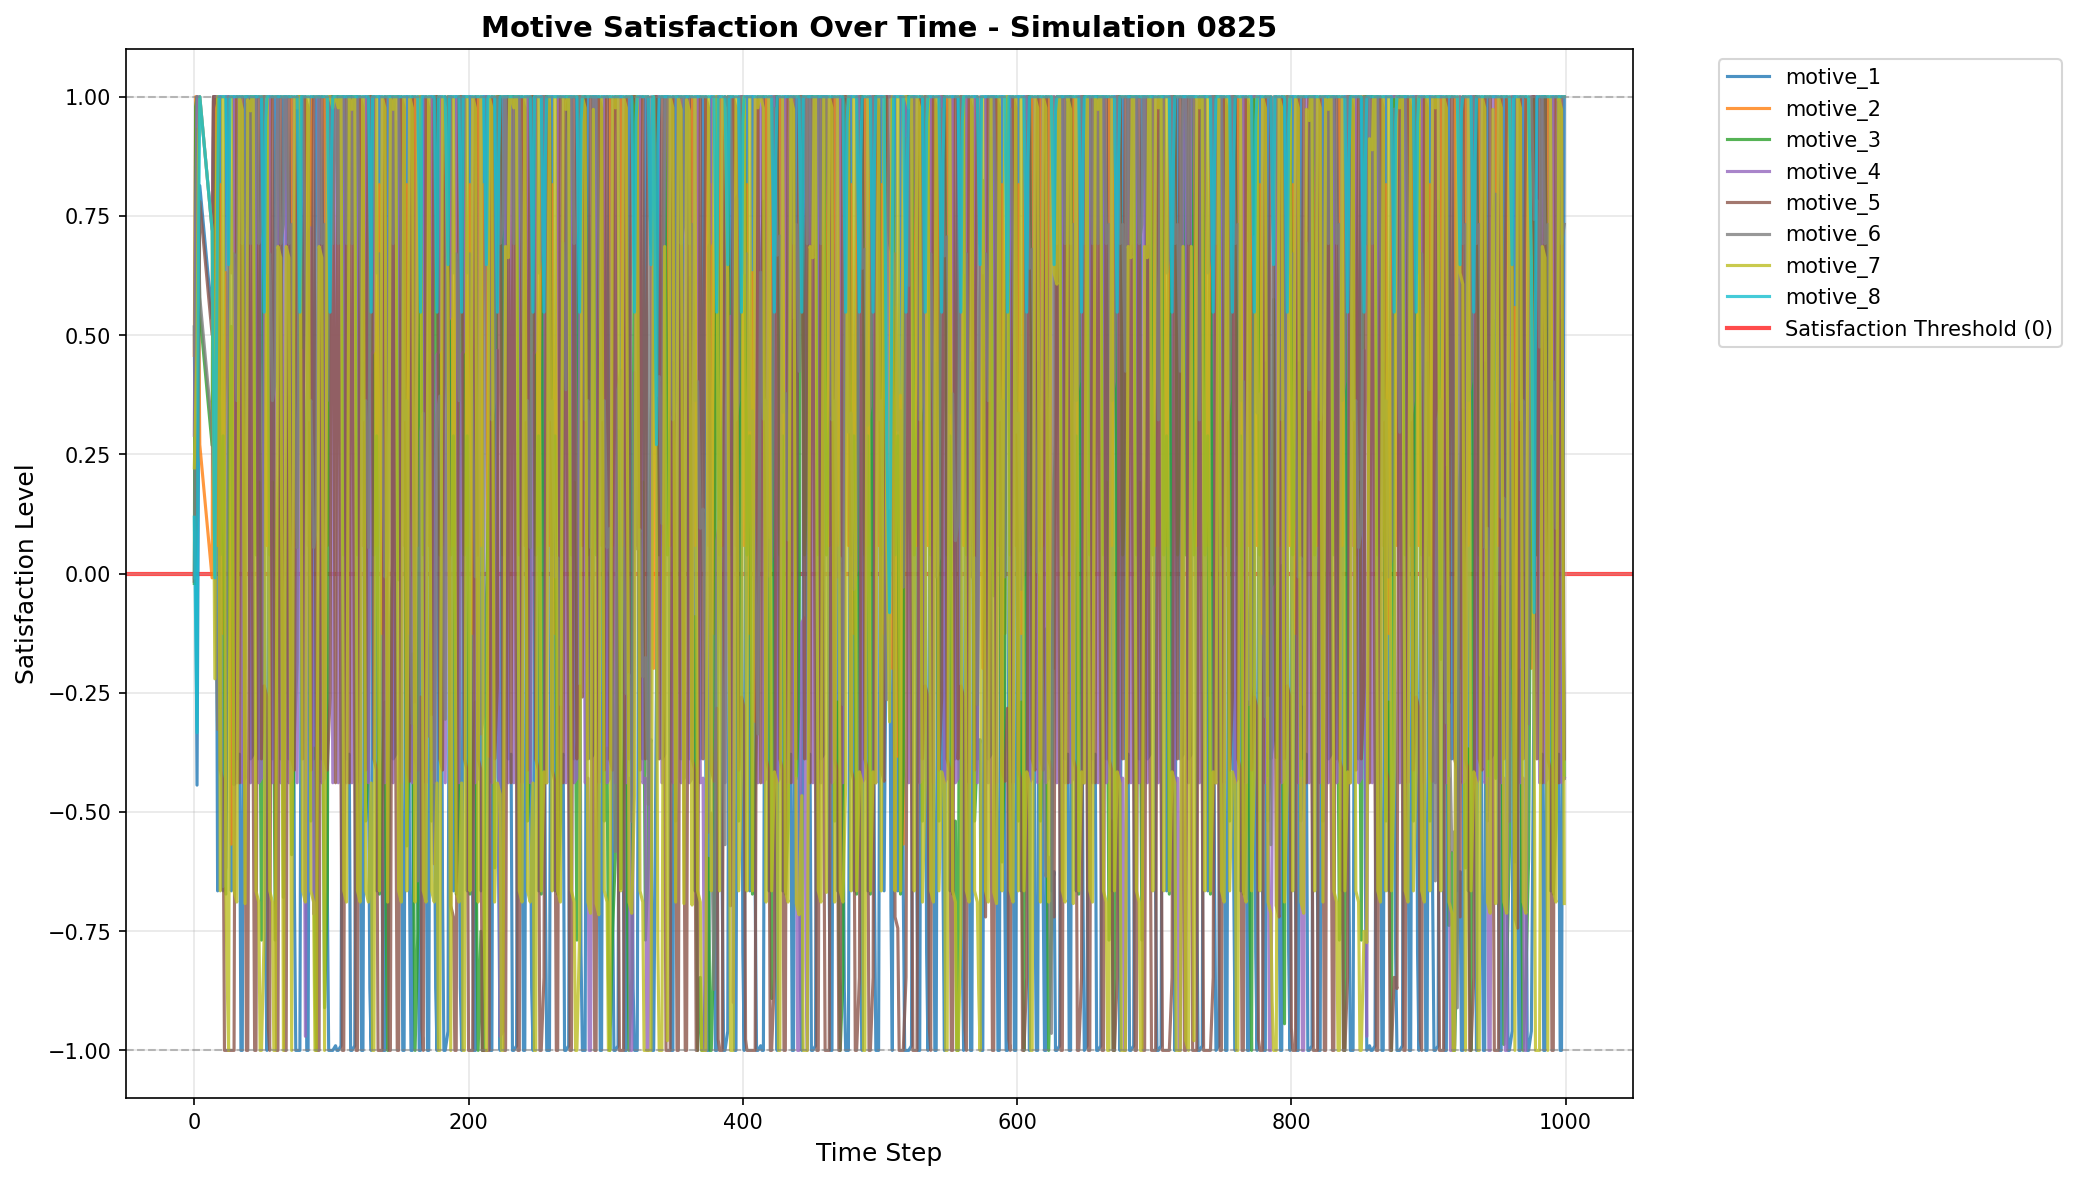 Motive Satisfaction Over Time - Simulation 0825
Satisfaction Level
1.00
0.75
0.50
0.25
0.00
−0.25
−0.50
−0.75
−1.00
0
200
400
600
800
1000
Time Step
motive_1
motive_2
motive_3
motive_4
motive_5
motive_6
motive_7
motive_8
Satisfaction Threshold (0)